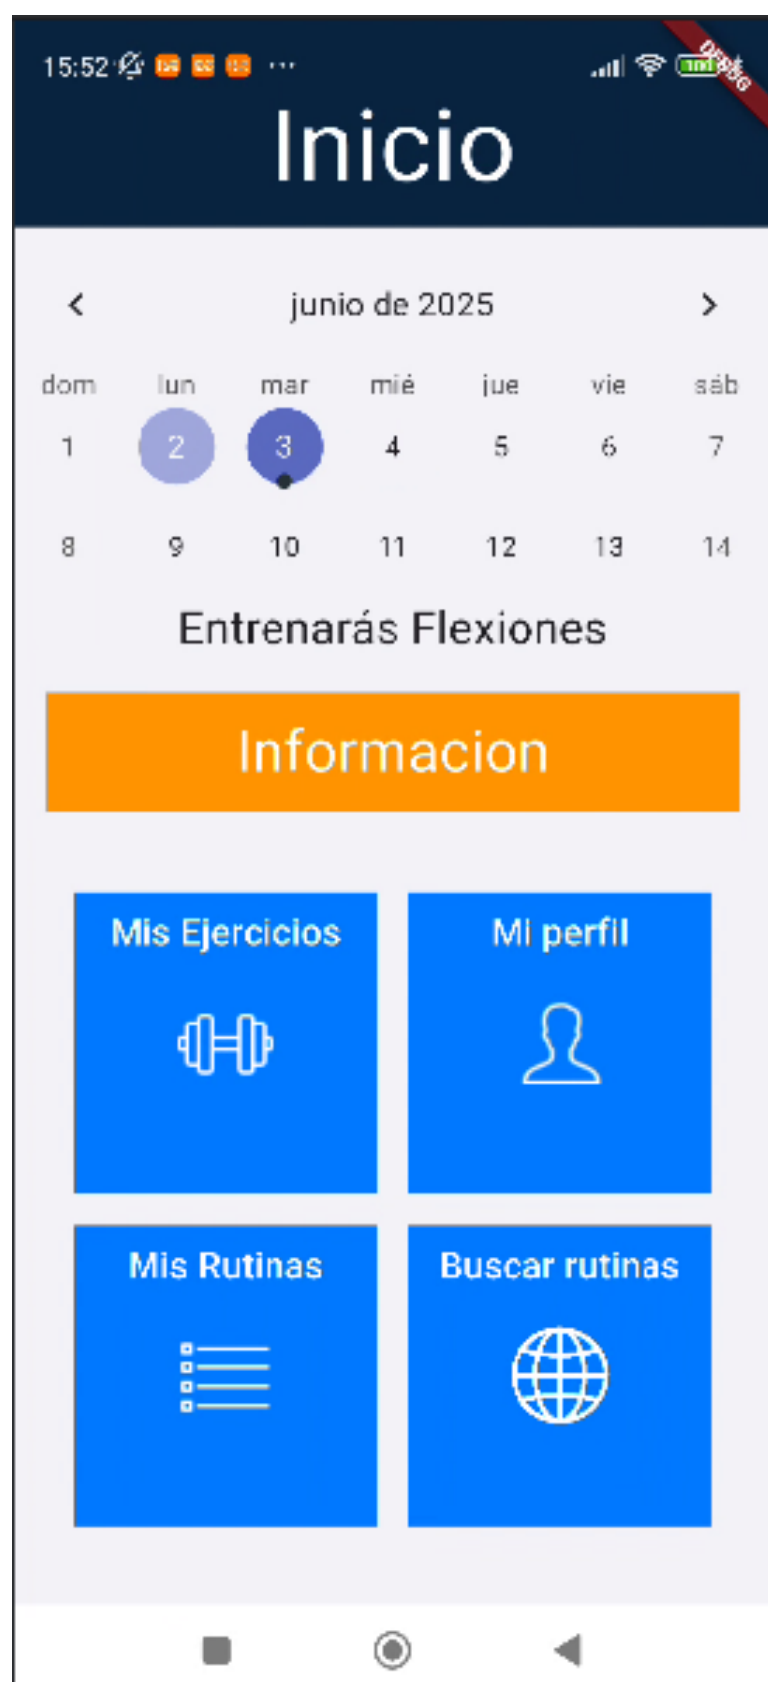 15:52
DEBUG
Inicio
junio de 2025
dom lun mar mié jue vie sáb
1 2 3 4 5 6 7
8 9 10 11 12 13 14
Entrenarás Flexiones
Informacion
Mis Ejercicios Mi perfil
Mis Rutinas Buscar rutinas